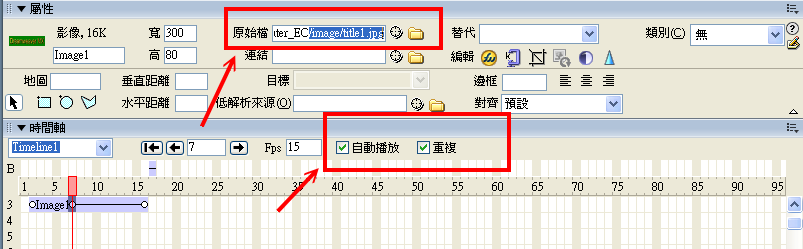 屬性
影像, 16K 寬 300 原始檔 ter_EC/image/title1.jpg 替代 類別(C) 無
Image1 高 80 連結 編輯
地圖 垂直距離 目標 邊框
水平距離 低解析來源(O) 對齊 預設
時間軸
Timeline1 7 Fps 15 自動播放 重複
B
1 5 10 15 20 25 30 35 40 45 50 55 60 65 70 75 80 85 90 95
3 Image1
4
5